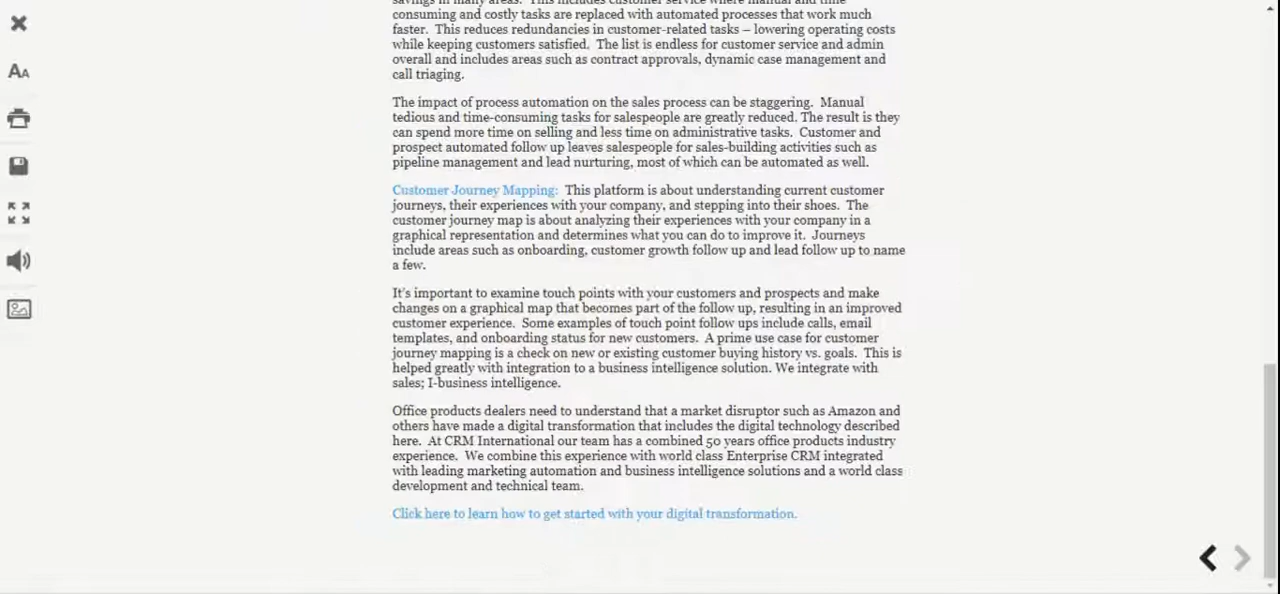 savings in many areas. This includes customer service where manual and time
consuming and costly tasks are replaced with automated processes that work much
faster. This reduces redundancies in customer-related tasks – lowering operating costs
while keeping customers satisfied. The list is endless for customer service and admin
overall and includes areas such as contract approvals, dynamic case management and
call triaging.
The impact of process automation on the sales process can be staggering. Manual
tedious and time-consuming tasks for salespeople are greatly reduced. The result is they
can spend more time on selling and less time on administrative tasks. Customer and
prospect automated follow up leaves salespeople for sales-building activities such as
pipeline management and lead nurturing, most of which can be automated as well.
Customer Journey Mapping: This platform is about understanding current customer
journeys, their experiences with your company, and stepping into their shoes. The
customer journey map is about analyzing their experiences with your company in a
graphical representation and determines what you can do to improve it. Journeys
include areas such as onboarding, customer growth follow up and lead follow up to name
a few.
It's important to examine touch points with your customers and prospects and make
changes on a graphical map that becomes part of the follow up, resulting in an improved
customer experience. Some examples of touch point follow ups include calls, email
templates, and onboarding status for new customers. A prime use case for customer
journey mapping is a check on new or existing customer buying history vs. goals. This is
helped greatly with integration to a business intelligence solution. We integrate with
sales; I-business intelligence.
Office products dealers need to understand that a market disruptor such as Amazon and
others have made a digital transformation that includes the digital technology described
here. At CRM International our team has a combined 50 years office products industry
experience. We combine this experience with world class Enterprise CRM integrated
with leading marketing automation and business intelligence solutions and a world class
development and technical team.
Click here to learn how to get started with your digital transformation.
AA